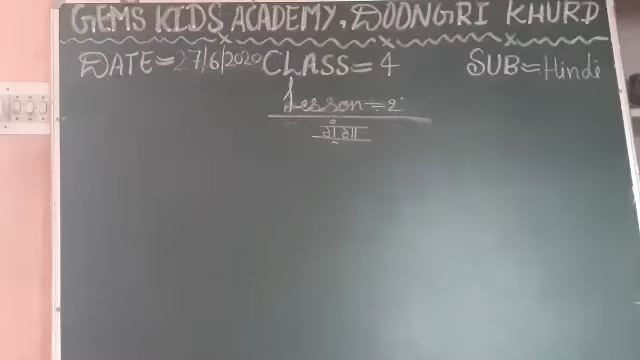 GEMS KIDS ACADEMY, DOONGRI KHURD
DATE=27/6/2020 CLASS=4 SUB=Hindi
Lesson=2